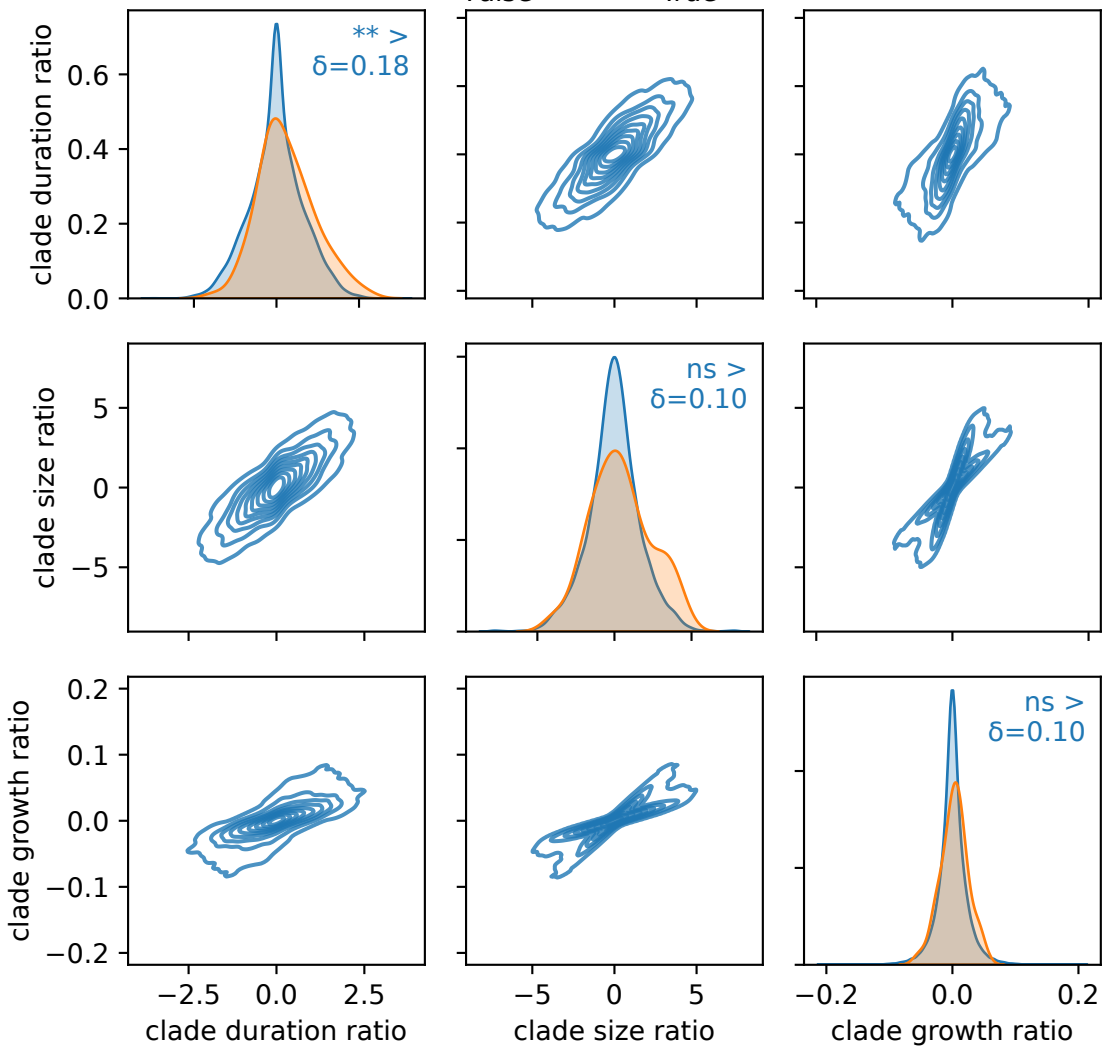 clade duration ratio
0.6
0.4
0.2
0.0
** >
δ=0.18
clade size ratio
5
0
−5
ns >
δ=0.10
clade growth ratio
0.2
0.1
0.0
−0.1
−0.2
ns >
δ=0.10
−2.5 0.0 2.5
−5 0 5
−0.2 0.0 0.2
clade duration ratio
clade size ratio
clade growth ratio